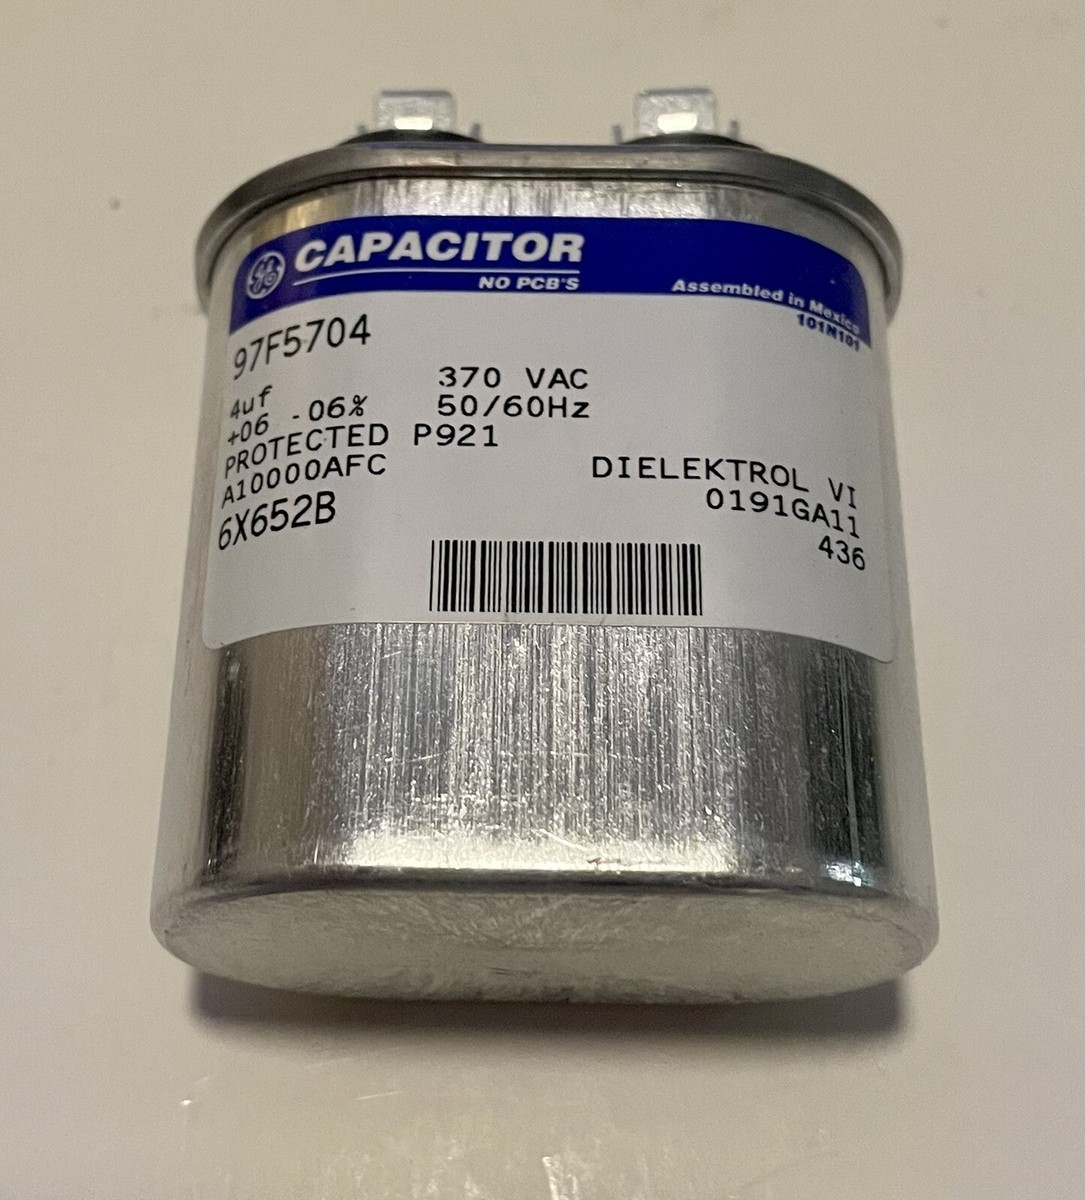 GE CAPACITOR
NO PCB'S
Assembled in Mexico
101N101
97F5704
4uf 370 VAC
+06 -06% 50/60Hz
PROTECTED P921
A10000AFC DIELEKTROL VI
6X652B 0191GA11
436